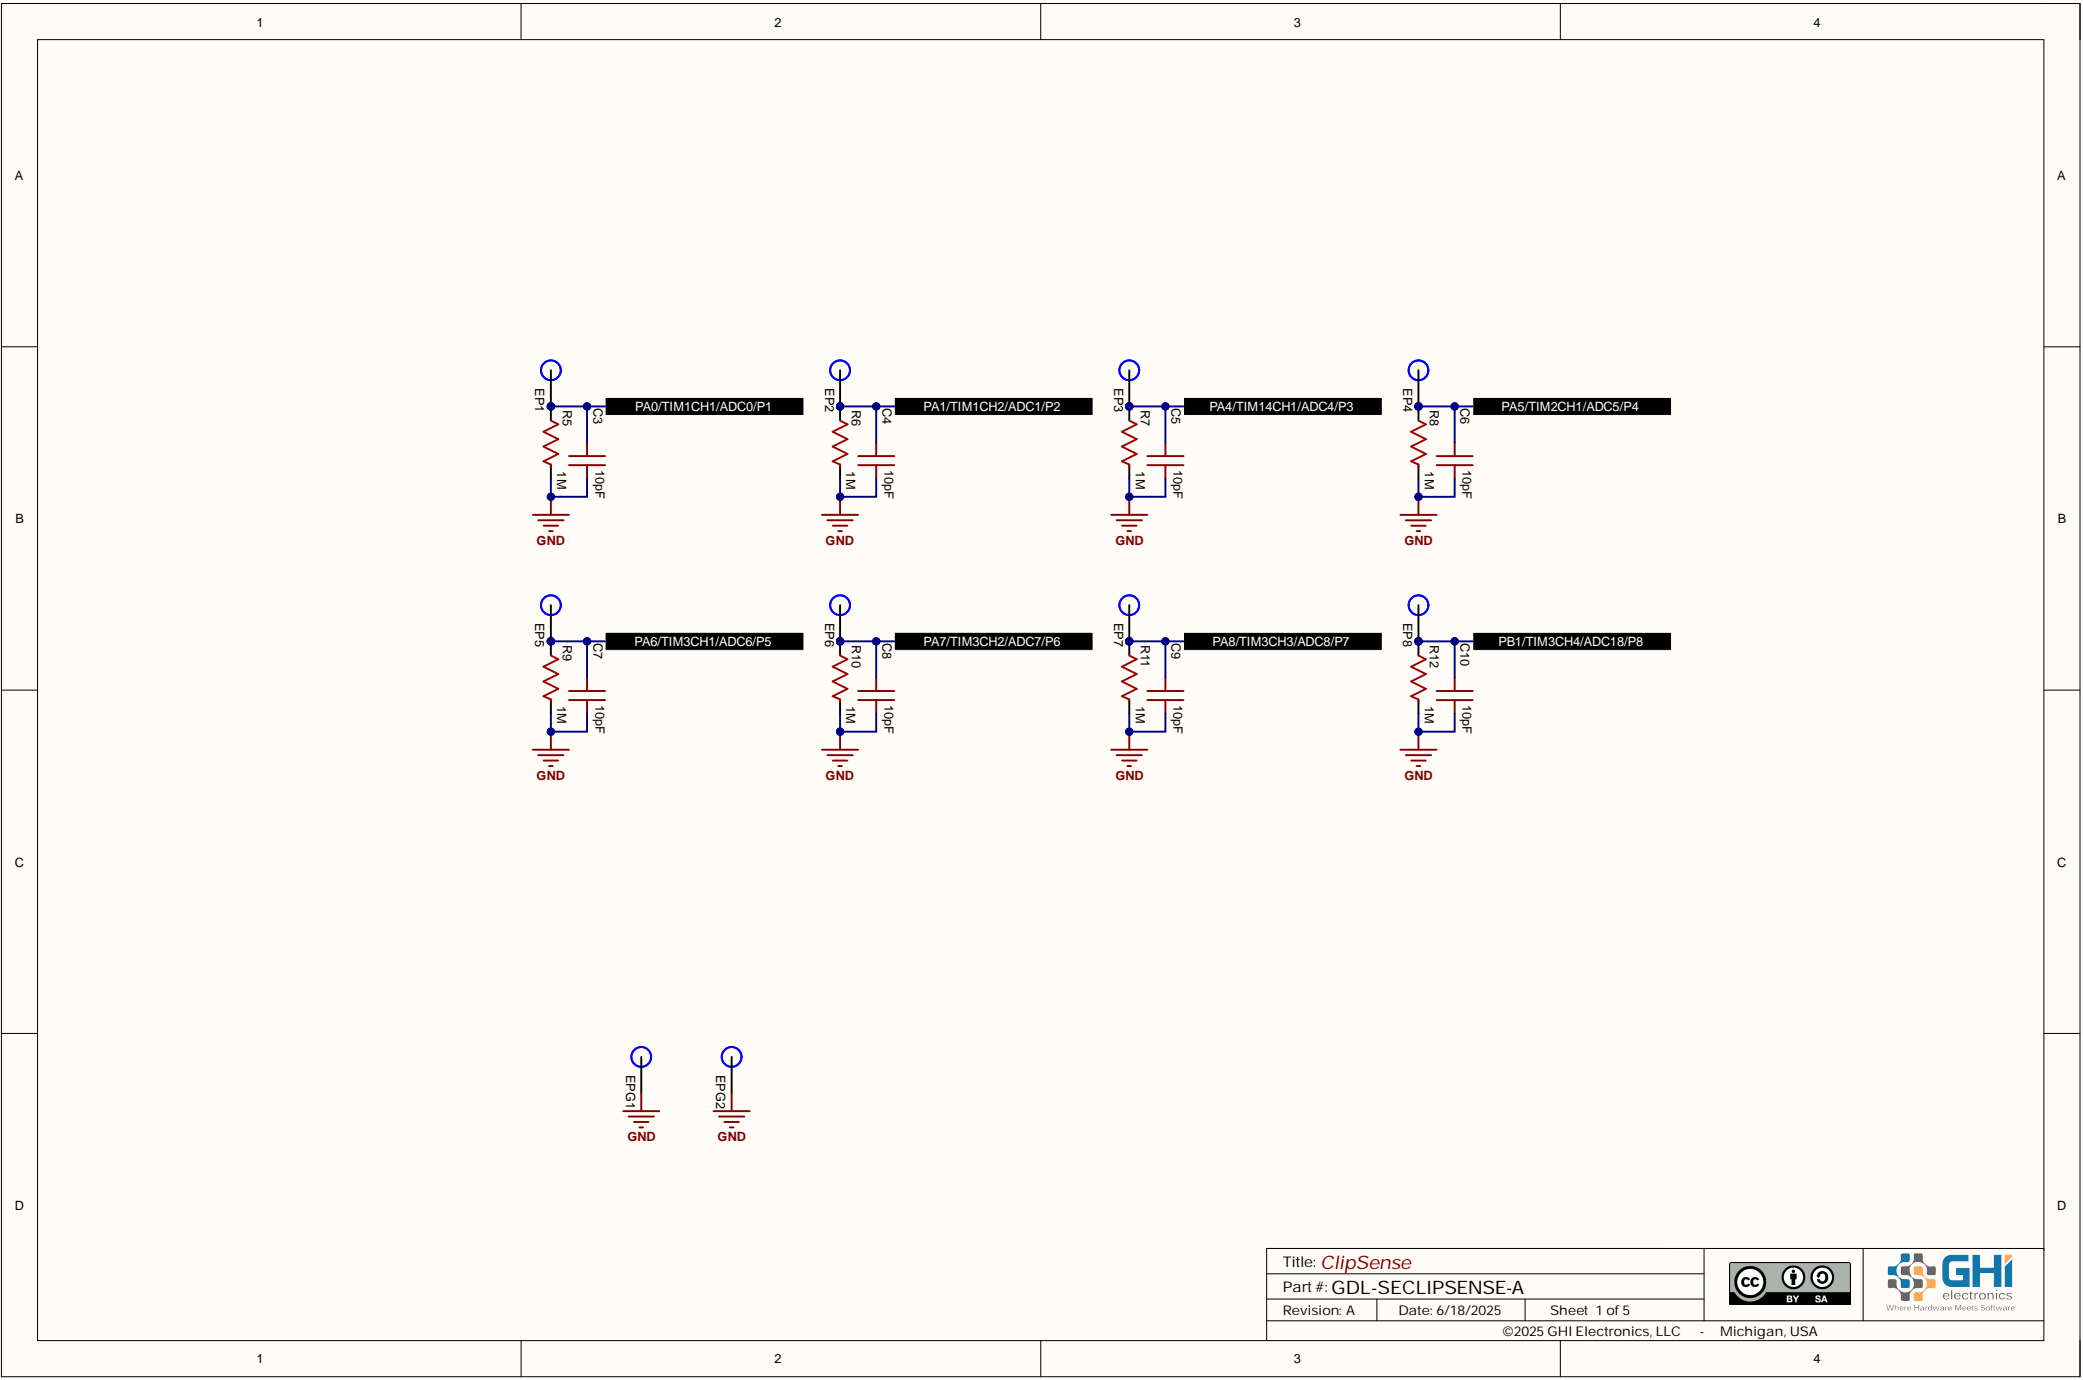 1 2 3 4
A A
EP1 R5 C3 PA0/TIM1CH1/ADC0/P1 EP2 R6 C4 PA1/TIM1CH2/ADC1/P2 EP3 R7 C5 PA4/TIM14CH1/ADC4/P3 EP4 R8 C6 PA5/TIM2CH1/ADC5/P4
1M 10pF 1M 10pF 1M 10pF 1M 10pF
B B
GND GND GND GND
EP5 R9 C7 PA6/TIM3CH1/ADC6/P5 EP6 R10 C8 PA7/TIM3CH2/ADC7/P6 EP7 R11 C9 PA8/TIM3CH3/ADC8/P7 EP8 R12 C10 PB1/TIM3CH4/ADC18/P8
1M 10pF 1M 10pF 1M 10pF 1M 10pF
GND GND GND GND
C C
EPG1 EPG2
GND GND
D D
Title: ClipSense
Part #: GDL-SECLIPSENSE-A
Revision: A Date: 6/18/2025 Sheet 1 of 5
©2025 GHI Electronics, LLC - Michigan, USA
cc BY SA
GHI
electronics
Where Hardware Meets Software
1 2 3 4